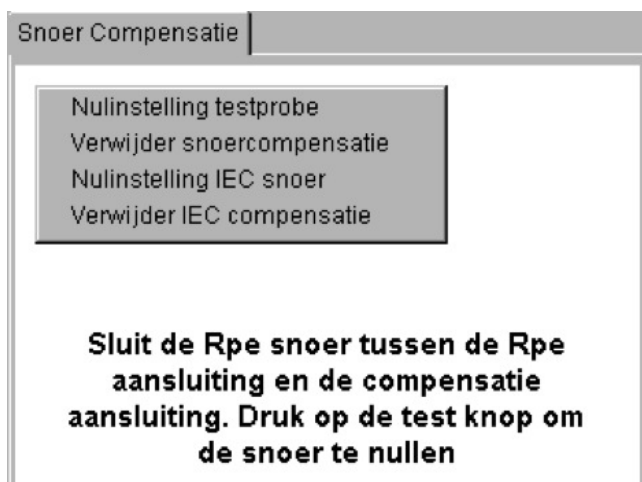 Snoer Compensatie
Nulinstelling testprobe
Verwijder snoercompensatie
Nulinstelling IEC snoer
Verwijder IEC compensatie
Sluit de Rpe snoer tussen de Rpe
aansluiting en de compensatie
aansluiting. Druk op de test knop om
de snoer te nullen